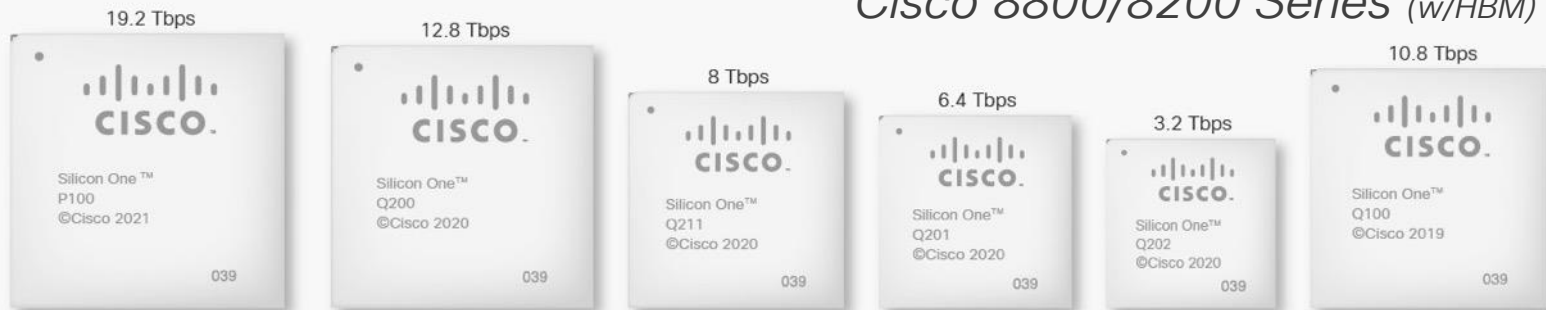 Cisco 8800/8200 Series (w/HBM)
19.2 Tbps
CISCO.
Silicon One ™
P100
©Cisco 2021
039
12.8 Tbps
CISCO.
Silicon One™
Q200
©Cisco 2020
039
8 Tbps
CISCO.
Silicon One™
Q211
©Cisco 2020
039
6.4 Tbps
CISCO.
Silicon One™
Q201
©Cisco 2020
039
3.2 Tbps
CISCO.
Silicon One™
Q202
©Cisco 2020
039
10.8 Tbps
CISCO.
Silicon One™
Q100
©Cisco 2019
039